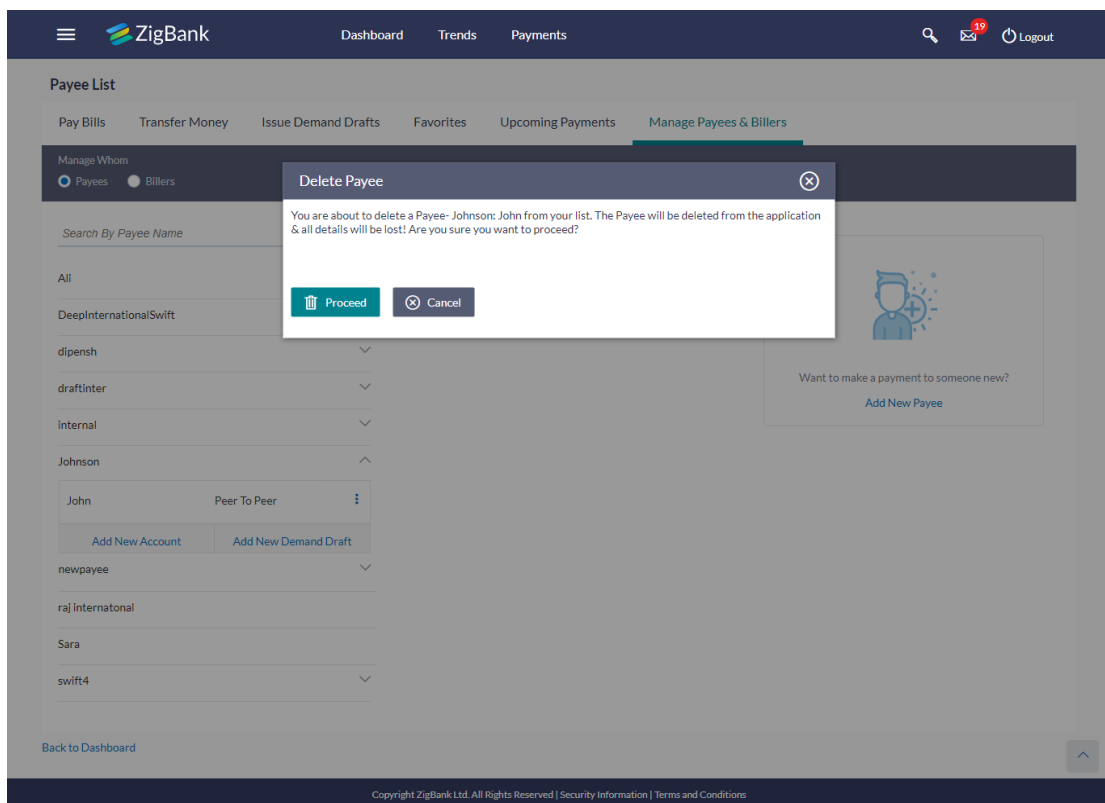 ZigBank
Dashboard Trends Payments
19
Logout
Payee List
Pay Bills Transfer Money Issue Demand Drafts Favorites Upcoming Payments Manage Payees & Billers
Manage Whom
Payees Billers
Delete Payee
You are about to delete a Payee- Johnson: John from your list. The Payee will be deleted from the application
& all details will be lost! Are you sure you want to proceed?
Proceed Cancel
Search By Payee Name
Ali
DeepInternationalSwift
dipensh
draftinter
internal
Johnson
John Peer To Peer
Add New Account Add New Demand Draft
newpayee
raj internatonal
Sara
swift4
Want to make a payment to someone new?
Add New Payee
Back to Dashboard
Copyright ZigBank Ltd. All Rights Reserved | Security Information | Terms and Conditions